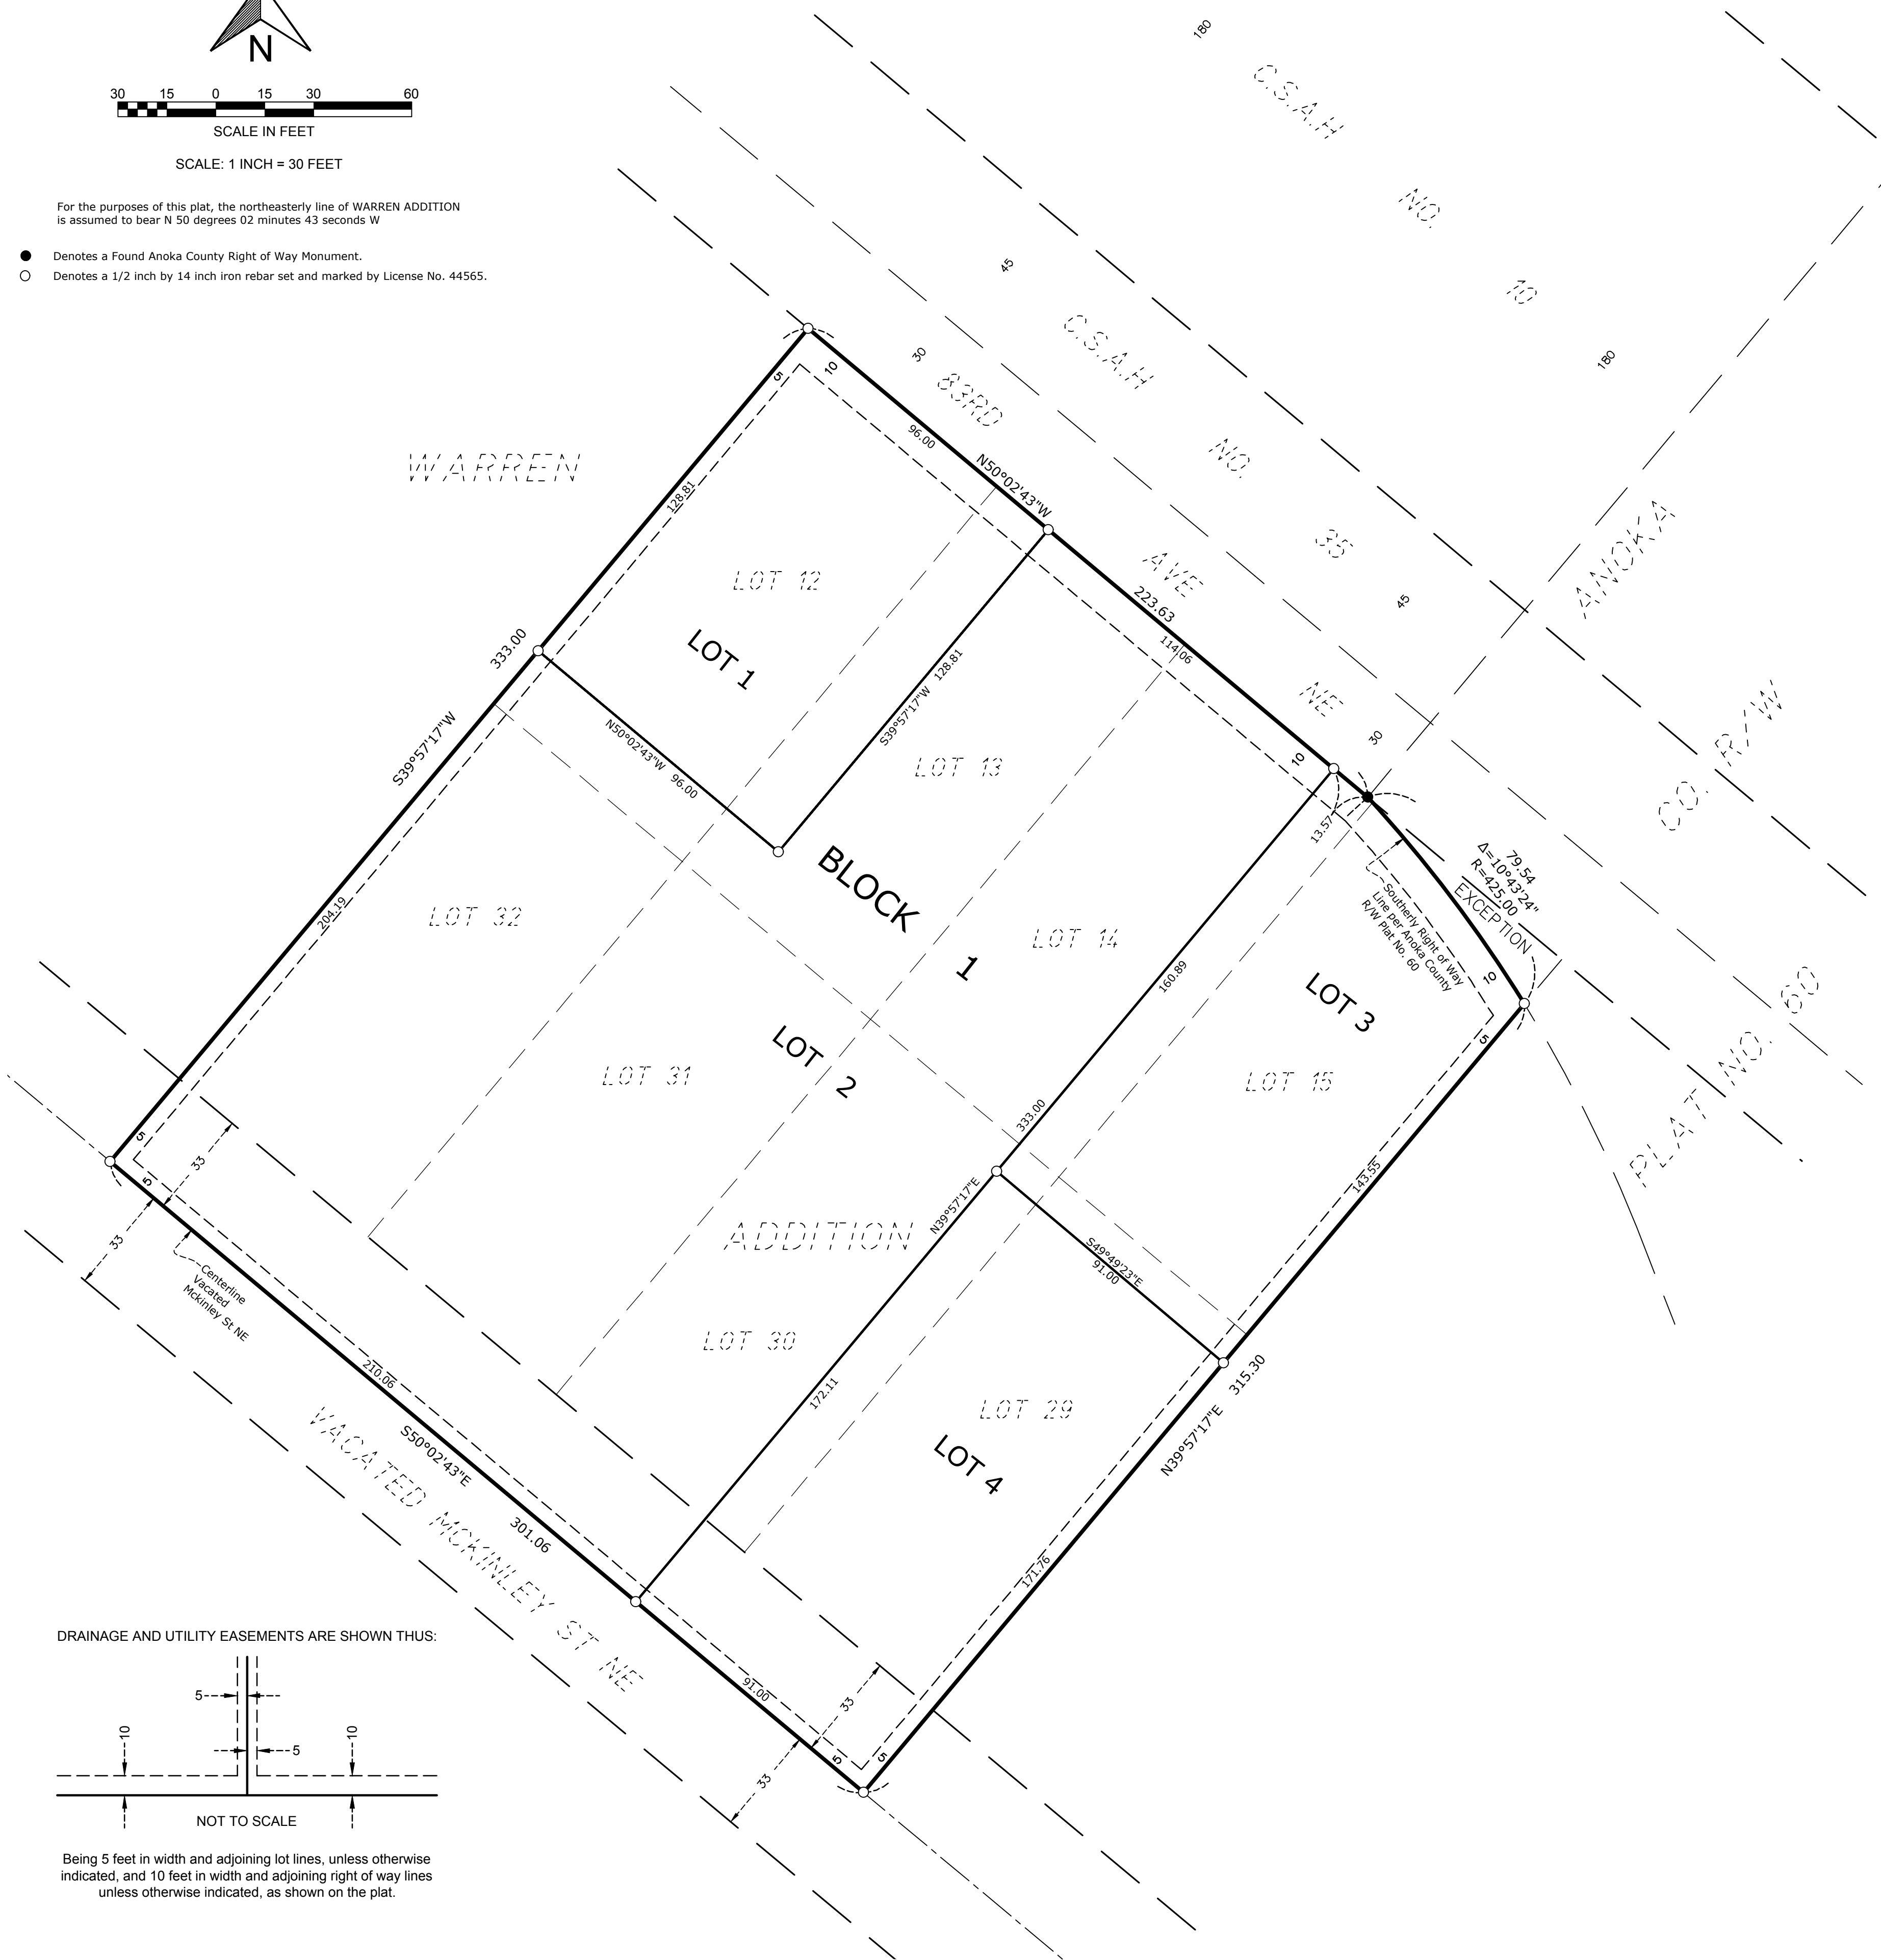 N
30 15 0 15 30 60
SCALE IN FEET
SCALE: 1 INCH = 30 FEET
For the purposes of this plat, the northeasterly line of WARREN ADDITION
is assumed to bear N 50 degrees 02 minutes 43 seconds W
Denotes a Found Anoka County Right of Way Monument.
Denotes a 1/2 inch by 14 inch iron rebar set and marked by License No. 44565.
180
C.S.A.H
NO.
10
180
45
C.S.A.H
NO.
35
45
30
83RD
AVE
NE
30
ANOKA
CO. R/W
PLAT NO. 60
WARREN
ADDITION
5
10
96.00
N50°02'43"W
223.63
114.06
10
13.57
128.81
333.00
S39°57'17"W
204.19
LOT 12
LOT 1
S39°57'17"W 128.81
N50°02'43"W 96.00
LOT 13
LOT 14
LOT 15
LOT 32
LOT 31
LOT 30
LOT 29
BLOCK
1
LOT
2
LOT 3
LOT 4
160.89
333.00
N39°57'17"E
172.11
S49°49'23"E
91.00
79.54
Δ=10°43'24"
R=425.00
EXCEPTION
Southerly Right of Way
Line per Anoka County
R/W Plat No. 60
10
5
143.55
315.30
N39°57'17"E
171.76
5
5
33
33
Centerline
Vacated
Mckinley St NE
210.06
S50°02'43"E
301.06
91.00
VACATED MCKINLEY ST NE
33
33
5
5
DRAINAGE AND UTILITY EASEMENTS ARE SHOWN THUS:
5
10
10
5
NOT TO SCALE
Being 5 feet in width and adjoining lot lines, unless otherwise
indicated, and 10 feet in width and adjoining right of way lines
unless otherwise indicated, as shown on the plat.